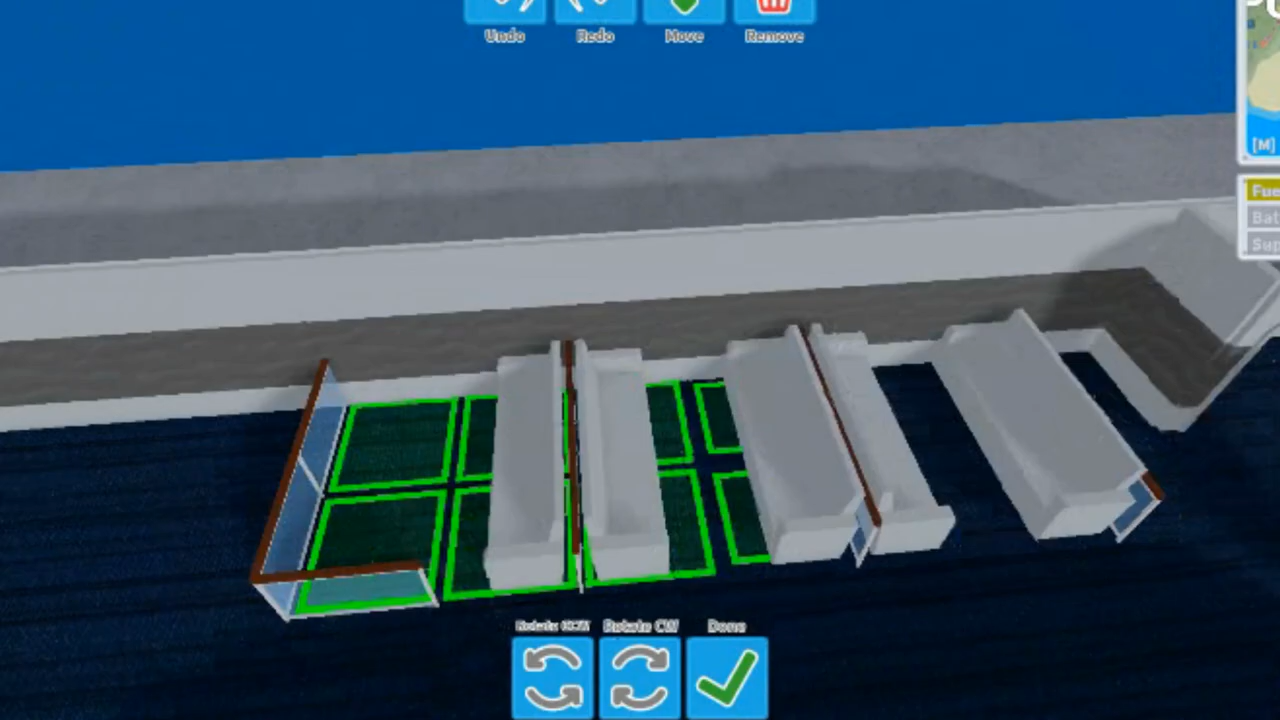 Undo Redo Move Remove
[M]
Fue
Bat
Sup
Rotate CCW Rotate CW Done